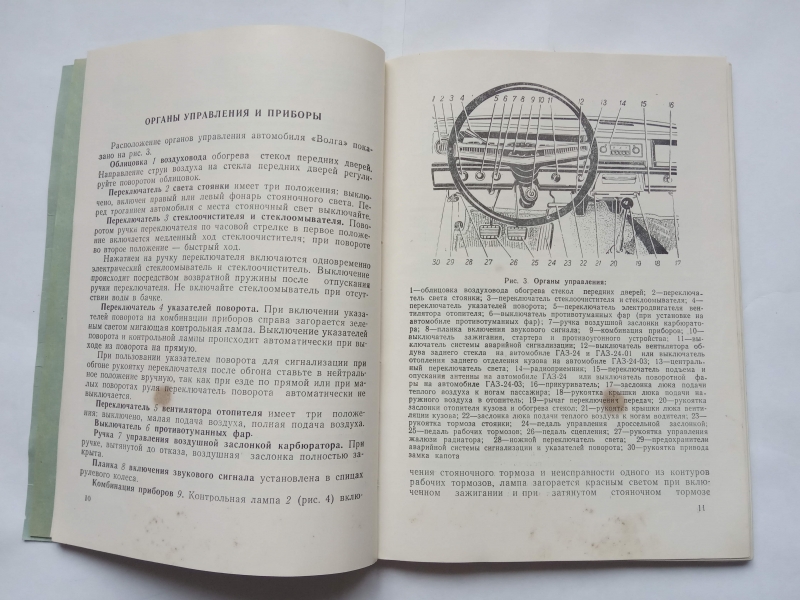 ОРГАНЫ УПРАВЛЕНИЯ И ПРИБОРЫ
Расположение органов управления автомобиля «Волга» пока-
зано на рис. 3.
Облицовка 1 воздуховода обогрева стекол передних дверей.
Направление струи воздуха на стекла передних дверей регули-
руйте поворотом облицовок.
Переключатель 2 света стоянки имеет три положения: выклю-
чено, включен правый или левый фонарь стояночного света. Пе-
ред троганием автомобиля с места стояночный свет выключайте.
Переключатель 3 стеклоочистителя и стеклоомывателя. Пово-
ротом ручки переключателя по часовой стрелке в первое положе-
ние включается медленный ход стеклоочистителя; при повороте
во второе положение — быстрый ход.
Нажатием на ручку переключателя включаются одновременно
электрический стеклоомыватель и стеклоочиститель. Выключение
происходит посредством возвратной пружины после отпускания
ручки переключателя. Не включайте стеклоомыватель при отсут-
ствии воды в бачке.
Переключатель 4 указателей поворота. При включении указа-
телей поворота на комбинации приборов справа загорается зеле-
ным светом мигающая контрольная лампа. Выключение указателей
поворота и контрольной лампы происходит автоматически при вы-
ходе из поворота на прямую.
При пользовании указателем поворота для сигнализации при
обгоне рукоятку переключателя после обгона ставьте в нейтраль-
ное положение вручную, так как при езде по прямой или при ма-
лых поворотах руля переключатель поворота автоматически не
выключается.
Переключатель 5 вентилятора отопителя имеет три положе-
ния: выключено, малая подача воздуха, полная подача воздуха.
Выключатель 6 противотуманных фар.
Ручка 7 управления воздушной заслонкой карбюратора. При
ручке, вытянутой до отказа, воздушная заслонка полностью за-
крыта.
Планка 8 включения звукового сигнала установлена в спицах
рулевого колеса.
Комбинация приборов 9. Контрольная лампа 2 (рис. 4) вклю-
10
1 2 3 4 5 6 7 8 9 10 11 12 13 14 15 16
30 29 28 27 26 25 24 23 22 21 20 19 18 17
Рис. 3. Органы управления:
1—облицовка воздуховода обогрева стекол передних дверей; 2—переключа-
тель света стоянки; 3—переключатель стеклоочистителя и стеклоомывателя; 4—
переключатель указателей поворота; 5—переключатель электродвигателя
вентилятора отопителя; 6—выключатель противотуманных фар (при установке на
автомобиле противотуманных фар); 7—ручка воздушной заслонки карбюрато-
ра; 8—планка включения звукового сигнала; 9—комбинация приборов; 10—
выключатель зажигания, стартера и противоугонного устройства; 11—вы-
ключатель системы аварийной сигнализации; 12—выключатель вентилятора об-
дува заднего стекла на автомобиле ГАЗ-24 и ГАЗ-24-01 или выключатель
отопления заднего отделения кузова на автомобиле ГАЗ-24-03; 13—централь-
ный переключатель света; 14—радиоприемник; 15—переключатель подъема и
опускания антенны на автомобиле ГАЗ-24 или выключатель поворотной фа-
ры на автомобиле ГАЗ-24-03; 16—прикуриватель; 17—заслонка люка подачи
теплого воздуха к ногам пассажира; 18—рукоятка крышки люка подачи на-
ружного воздуха в отопитель; 19—рычаг переключения передач; 20—рукоятка
заслонки отопителя кузова и обогрева стекол; 21—рукоятка крышки люка венти-
ляции кузова; 22—заслонка люка подачи теплого воздуха к ногам водителя; 23—
рукоятка тормоза стоянки; 24—педаль управления дроссельной заслонкой;
25—педаль рабочих тормозов; 26—педаль сцепления; 27—рукоятка управления
жалюзи радиатора; 28—ножной переключатель света; 29—предохранители
аварийной системы сигнализации и указателей поворота; 30—рукоятка привода
замка капота
чения стояночного тормоза и неисправности одного из контуров
рабочих тормозов, лампа загорается красным светом при вклю-
ченном зажигании и при затянутом стояночном тормозе
11